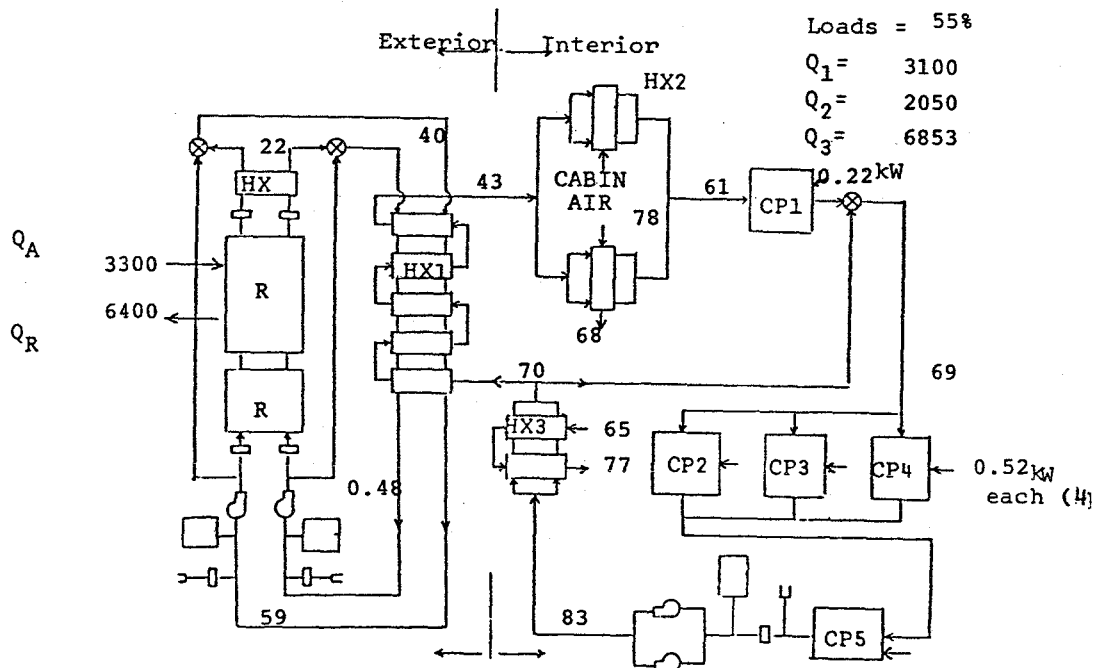 Loads = 55%
Exterior Interior
Q1= 3100
HX2
Q2= 2050
Q3= 6853
40
22
0.22kW
HX
43
CABIN
AIR
61
CP1
78
QA
3300
HX1
R
6400
QR
68
70
69
R
HX3
65
CP2
CP3
CP4
77
0.52kW
each (4)
0.48
59
83
CP5